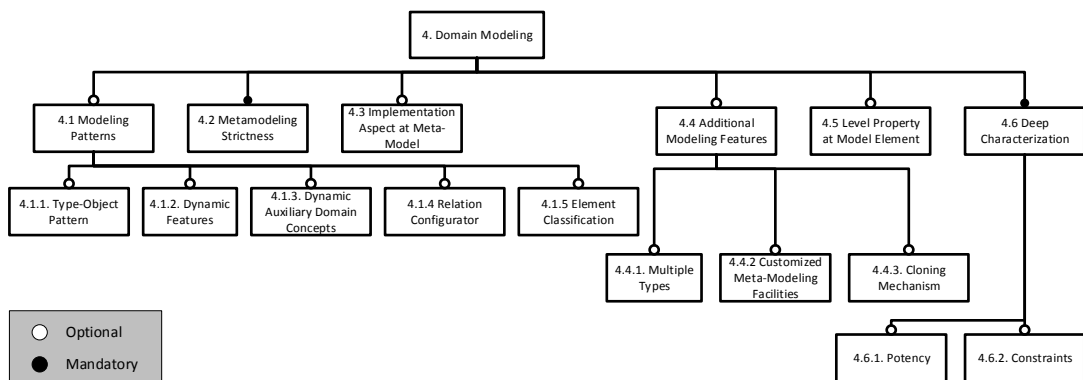 4. Domain Modeling
4.1 Modeling
Patterns
4.2 Metamodeling
Strictness
4.3 Implementation
Aspect at Meta-
Model
4.4 Additional
Modeling Features
4.5 Level Property
at Model Element
4.6 Deep
Characterization
4.1.1. Type-Object
Pattern
4.1.2. Dynamic
Features
4.1.3. Dynamic
Auxiliary Domain
Concepts
4.1.4 Relation
Configurator
4.1.5 Element
Classification
4.4.1. Multiple
Types
4.4.2 Customized
Meta-Modeling
Facilities
4.4.3. Cloning
Mechanism
4.6.1. Potency
4.6.2. Constraints
Optional
Mandatory